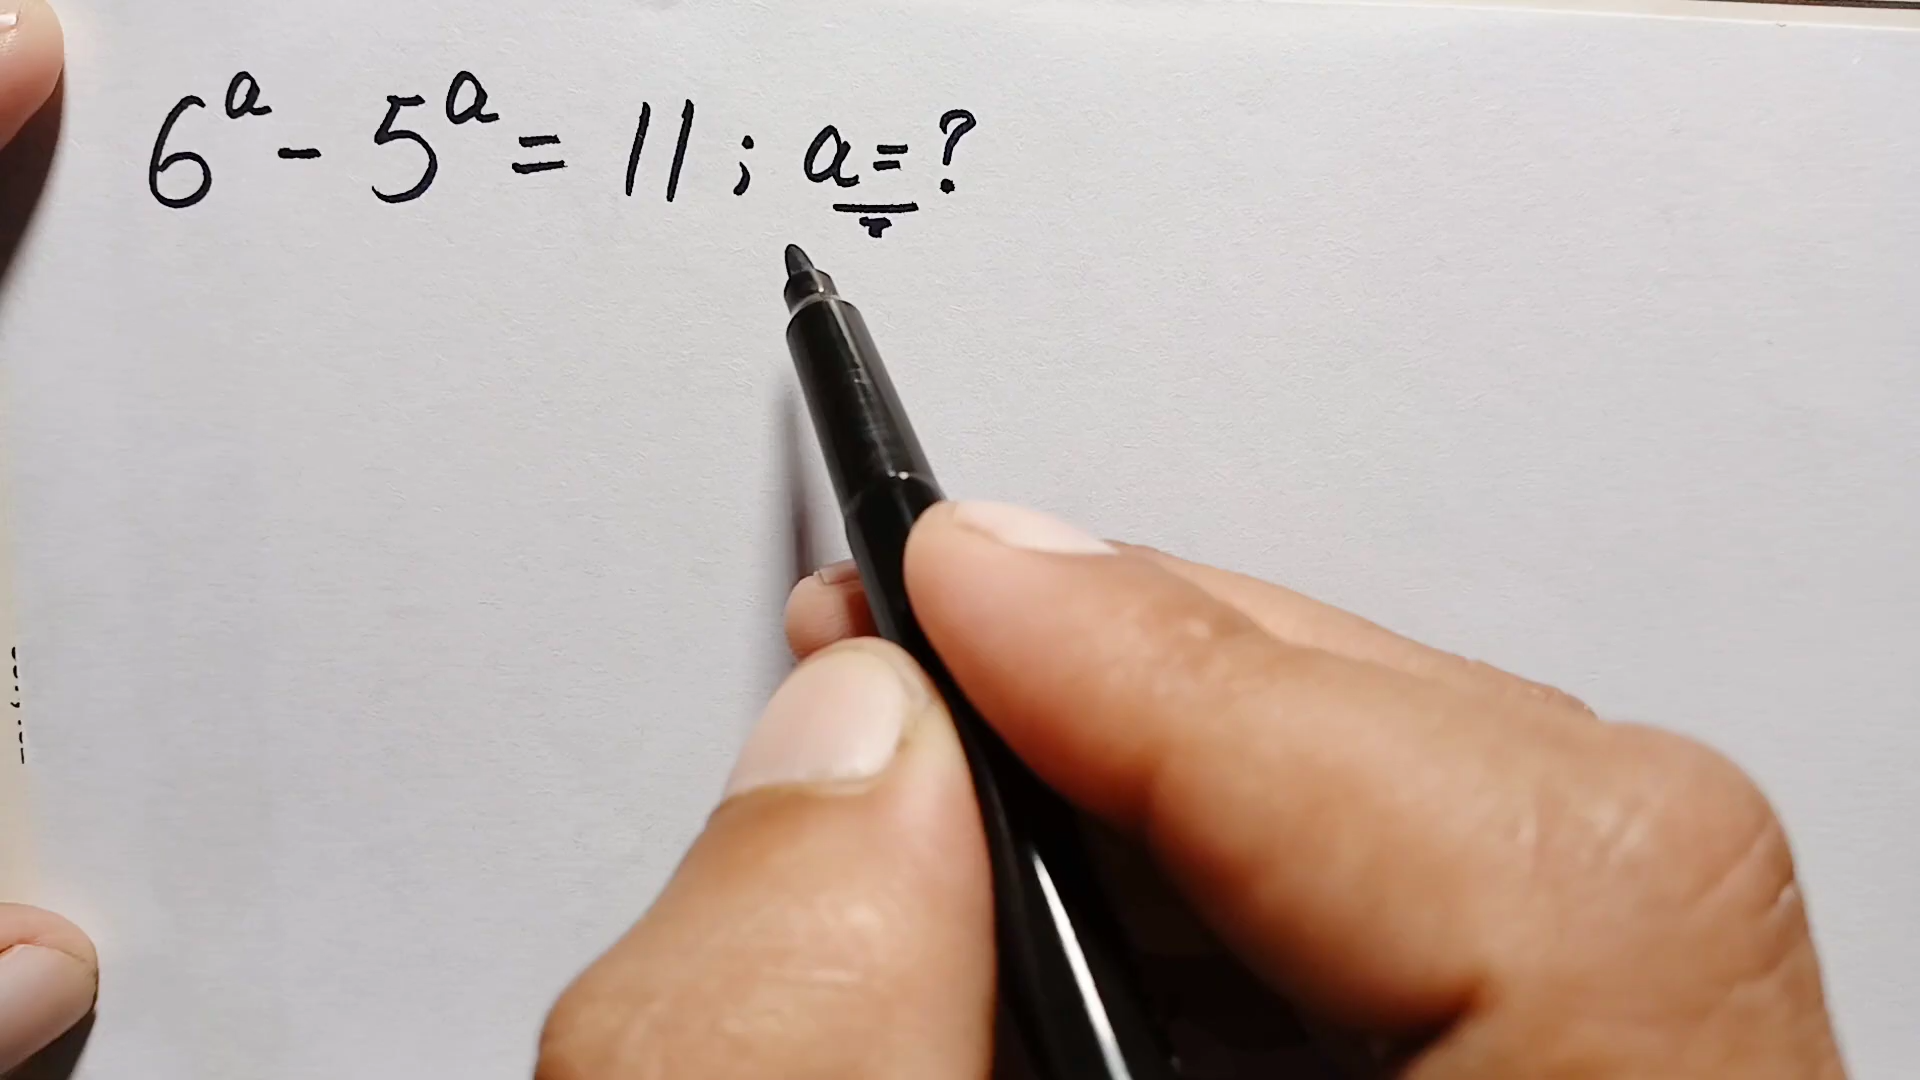 6^a - 5^a = 11 ; a = ?